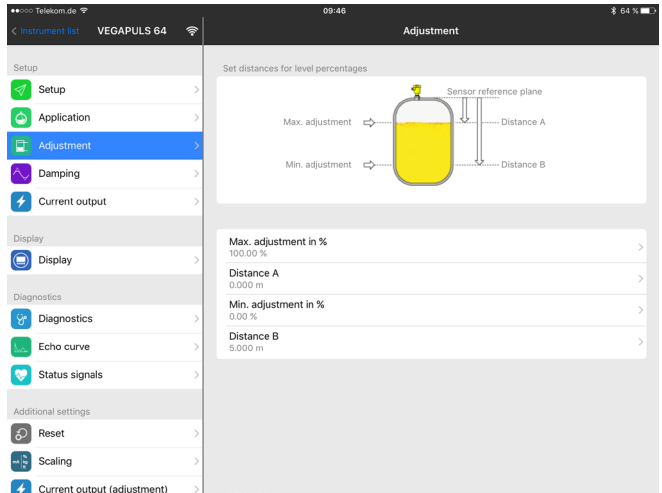 Telekom.de 09:46 64 %
Instrument list VEGAPULS 64 Adjustment
Setup
Setup
Application
Adjustment
Damping
Current output
Display
Display
Diagnostics
Diagnostics
Echo curve
Status signals
Additional settings
Reset
Scaling
Current output (adjustment)
Set distances for level percentages
Sensor reference plane
Max. adjustment Distance A
Min. adjustment Distance B
Max. adjustment in %
100.00 %
Distance A
0.000 m
Min. adjustment in %
0.00 %
Distance B
5.000 m